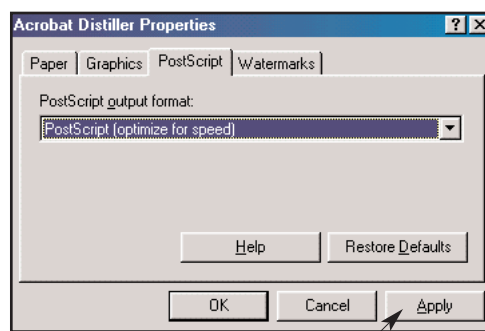 Acrobat Distiller Properties
Paper Graphics PostScript Watermarks
PostScript output format:
PostScript (optimize for speed)
Help Restore Defaults
OK Cancel Apply